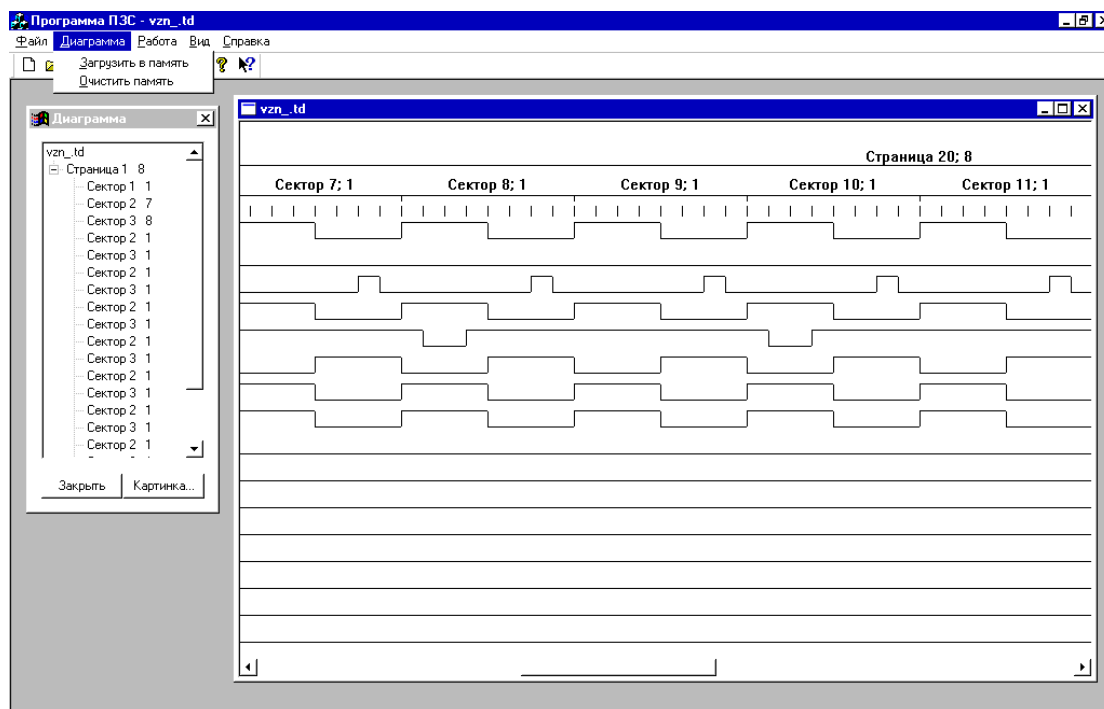 Программа ПЗС - vzn_.td
Файл Диаграмма Работа Вид Справка
Загрузить в память
Очистить память
Диаграмма
vzn_.td
Страница 1 8
Сектор 1 1
Сектор 2 7
Сектор 3 8
Сектор 2 1
Сектор 3 1
Сектор 2 1
Сектор 3 1
Сектор 2 1
Сектор 3 1
Сектор 2 1
Сектор 3 1
Сектор 2 1
Сектор 3 1
Сектор 2 1
Сектор 3 1
Сектор 2 1
Закрыть Картинка...
vzn_.td
Страница 20; 8
Сектор 7; 1 Сектор 8; 1 Сектор 9; 1 Сектор 10; 1 Сектор 11; 1